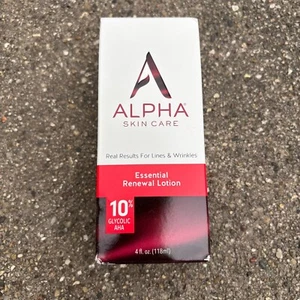 ALPHA
SKIN CARE
Real Results For Lines & Wrinkles
Essential
Renewal Lotion
10%
GLYCOLIC
AHA
4 fl. oz. (118ml)